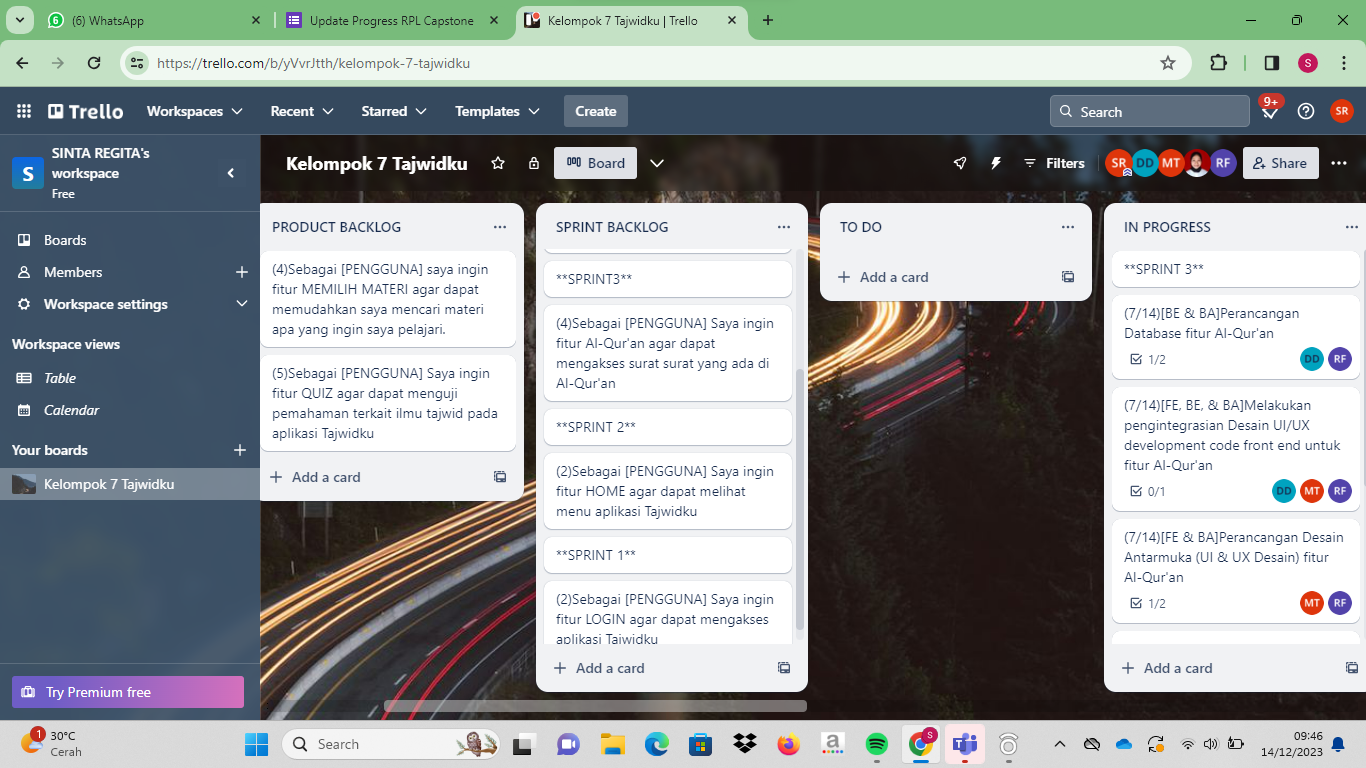 (6) WhatsApp
Update Progress RPL Capstone
Kelompok 7 Tajwidku | Trello
https://trello.com/b/yVvrJtth/kelompok-7-tajwidku
S
Trello
Workspaces
Recent
Starred
Templates
Create
Search
9+
SR
S
SINTA REGITA's
workspace
Free
Kelompok 7 Tajwidku
Board
Filters
SR
DD
MT
RF
Share
Boards
Members
Workspace settings
Workspace views
Table
Calendar
Your boards
Kelompok 7 Tajwidku
Try Premium free
PRODUCT BACKLOG
(4)Sebagai [PENGGUNA] saya ingin
fitur MEMILIH MATERI agar dapat
memudahkan saya mencari materi
apa yang ingin saya pelajari.
(5)Sebagai [PENGGUNA] Saya ingin
fitur QUIZ agar dapat menguji
pemahaman terkait ilmu tajwid pada
aplikasi Tajwidku
Add a card
SPRINT BACKLOG
**SPRINT3**
(4)Sebagai [PENGGUNA] Saya ingin
fitur Al-Qur'an agar dapat
mengakses surat surat yang ada di
Al-Qur'an
**SPRINT 2**
(2)Sebagai [PENGGUNA] Saya ingin
fitur HOME agar dapat melihat
menu aplikasi Tajwidku
**SPRINT 1**
(2)Sebagai [PENGGUNA] Saya ingin
fitur LOGIN agar dapat mengakses
aplikasi Tajwidku
Add a card
TO DO
Add a card
IN PROGRESS
**SPRINT 3**
(7/14)[BE & BA]Perancangan
Database fitur Al-Qur'an
1/2
DD
RF
(7/14)[FE, BE, & BA]Melakukan
pengintegrasian Desain UI/UX
development code front end untuk
fitur Al-Qur'an
0/1
DD
MT
RF
(7/14)[FE & BA]Perancangan Desain
Antarmuka (UI & UX Desain) fitur
Al-Qur'an
1/2
MT
RF
Add a card
1
30°C
Cerah
Search
a
S
09:46
14/12/2023